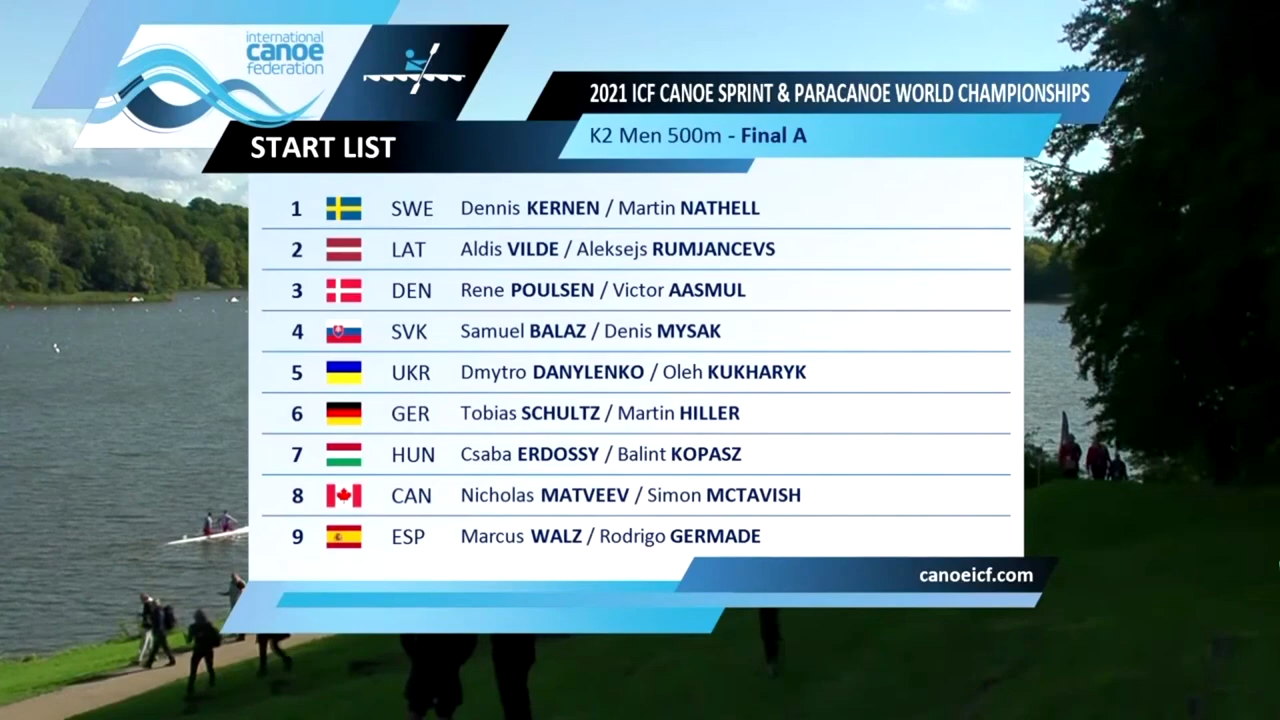 international
canoe
federation
2021 ICF CANOE SPRINT & PARACANOE WORLD CHAMPIONSHIPS
K2 Men 500m - Final A
START LIST
1 SWE Dennis KERNEN / Martin NATHELL
2 LAT Aldis VILDE / Aleksejs RUMJANCEVS
3 DEN Rene POULSEN / Victor AASMUL
4 SVK Samuel BALAZ / Denis MYSAK
5 UKR Dmytro DANYLENKO / Oleh KUKHARYK
6 GER Tobias SCHULTZ / Martin HILLER
7 HUN Csaba ERDOSSY / Balint KOPASZ
8 CAN Nicholas MATVEEV / Simon MCTAVISH
9 ESP Marcus WALZ / Rodrigo GERMADE
canoeicf.com